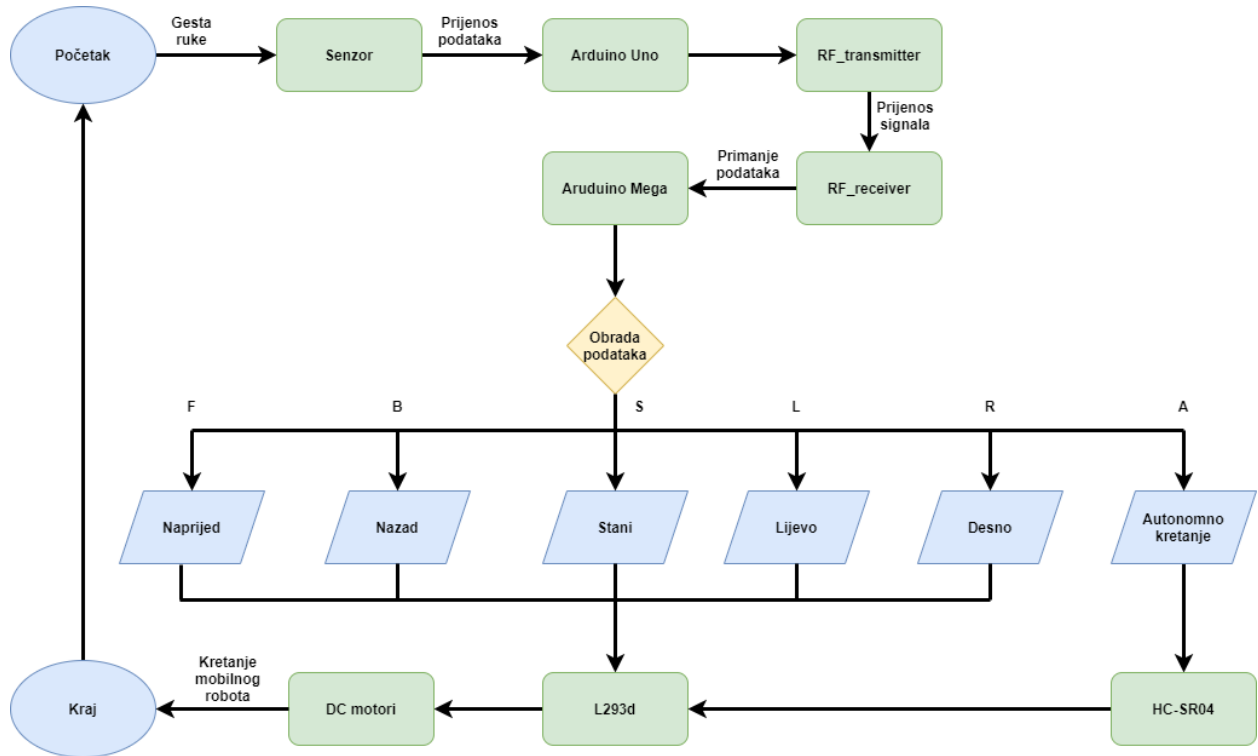 Početak
Gesta
ruke
Senzor
Prijenos
podataka
Arduino Uno
RF_transmitter
Prijenos
signala
RF_receiver
Primanje
podataka
Aruduino Mega
Obrada
podataka
F
B
S
L
R
A
Naprijed
Nazad
Stani
Lijevo
Desno
Autonomno
kretanje
HC-SR04
L293d
DC motori
Kretanje
mobilnog
robota
Kraj